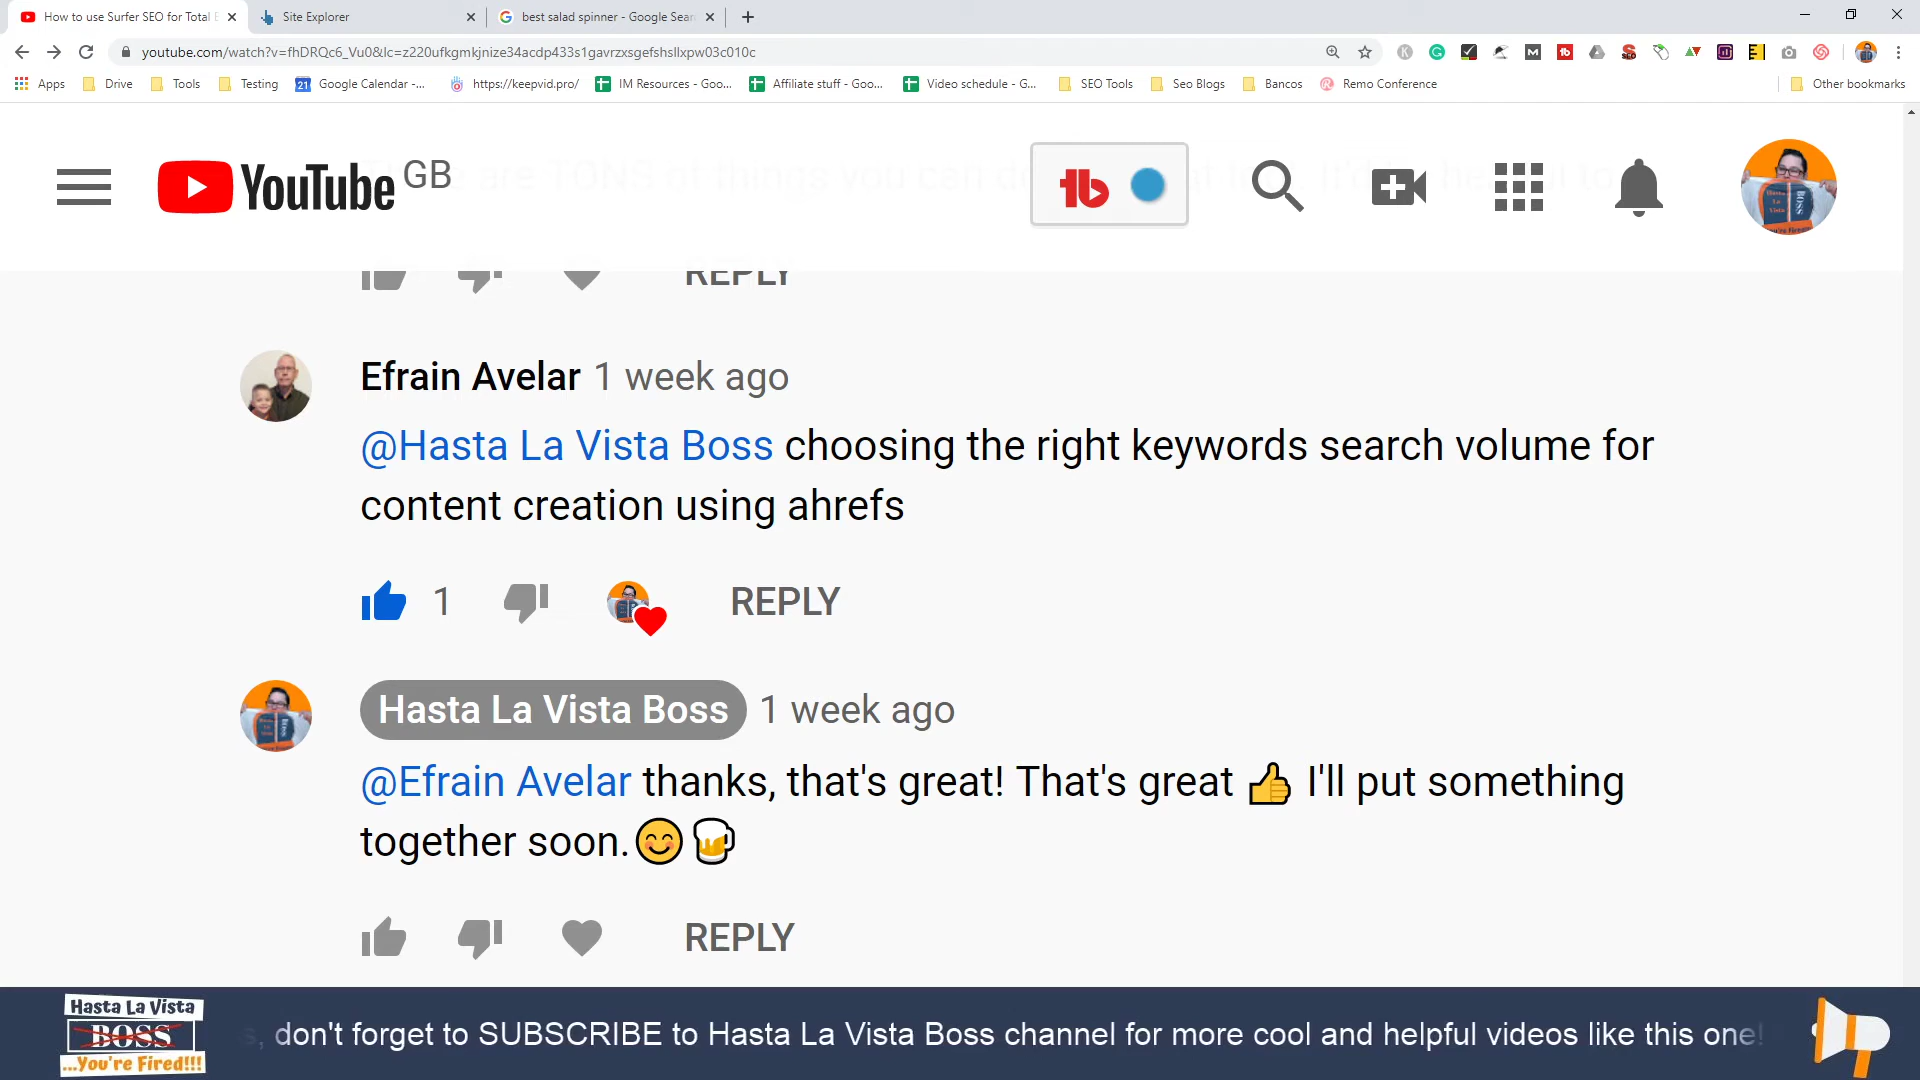 How to use Surfer SEO for Total
Site Explorer
best salad spinner - Google Sear
youtube.com/watch?v=fhDRQc6_Vu0&lc=z220ufkgmkjnize34acdp433s1gavrzxsgefshsllxpw03c010c
Apps
Drive
Tools
Testing
Google Calendar -...
https://keepvid.pro/
IM Resources - Goo...
Affiliate stuff - Goo...
Video schedule - G...
SEO Tools
Seo Blogs
Bancos
Remo Conference
Other bookmarks
YouTube GB
REPLY
Efrain Avelar 1 week ago
@Hasta La Vista Boss choosing the right keywords search volume for
content creation using ahrefs
1 REPLY
Hasta La Vista Boss 1 week ago
@Efrain Avelar thanks, that's great! That's great 👍 I'll put something
together soon.😊🍺
REPLY
Hasta La Vista
BOSS
...You're Fired!!!
s, don't forget to SUBSCRIBE to Hasta La Vista Boss channel for more cool and helpful videos like this one!